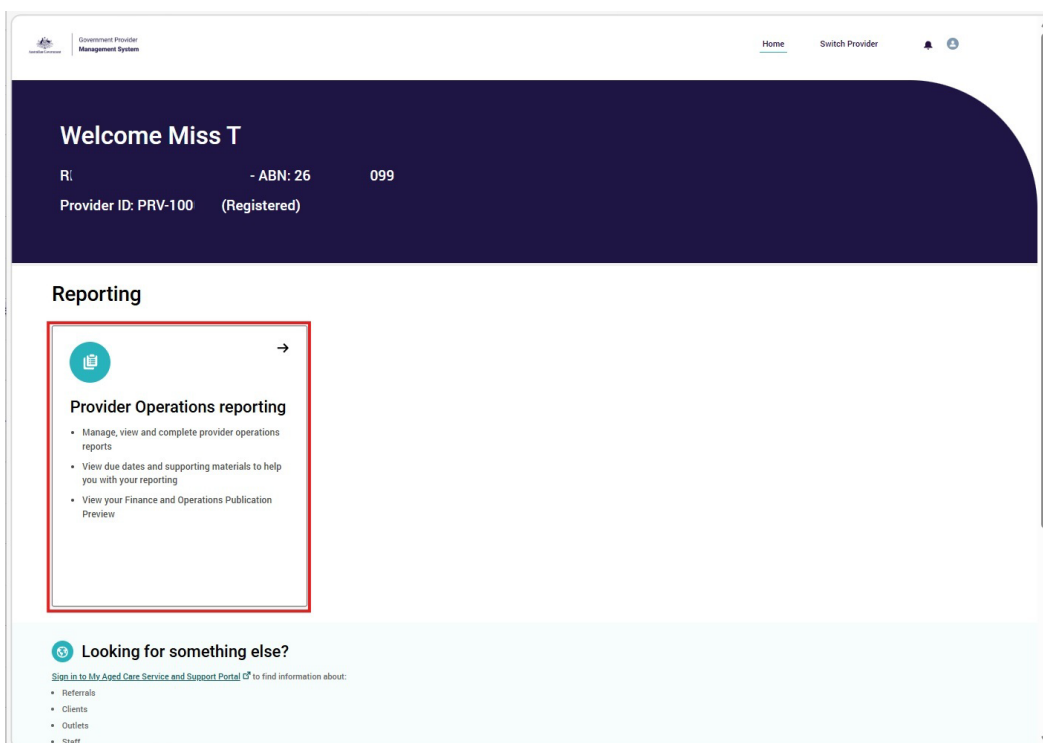 Australian Government
Government Provider
Management System
Home
Switch Provider
Welcome Miss T
R - ABN: 26 099
Provider ID: PRV-100 (Registered)
Reporting
Provider Operations reporting
• Manage, view and complete provider operations
reports
• View due dates and supporting materials to help
you with your reporting
• View your Finance and Operations Publication
Preview
Looking for something else?
Sign in to My Aged Care Service and Support Portal to find information about:
• Referrals
• Clients
• Outlets
• Staff